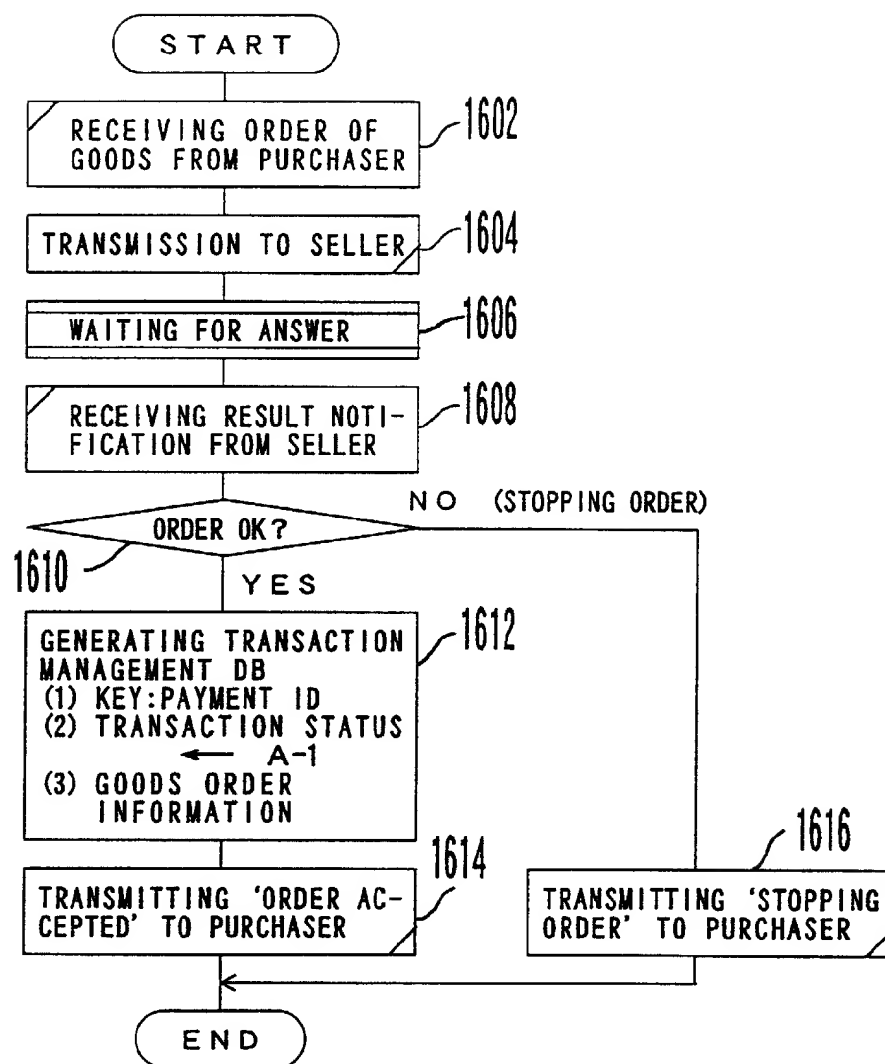 START
RECEIVING ORDER OF
GOODS FROM PURCHASER
1602
TRANSMISSION TO SELLER
1604
WAITING FOR ANSWER
1606
RECEIVING RESULT NOTI-
FICATION FROM SELLER
1608
ORDER OK?
NO (STOPPING ORDER)
1610
YES
GENERATING TRANSACTION
MANAGEMENT DB
(1) KEY:PAYMENT ID
(2) TRANSACTION STATUS
← A-1
(3) GOODS ORDER
INFORMATION
1612
TRANSMITTING 'ORDER AC-
CEPTED' TO PURCHASER
1614
TRANSMITTING 'STOPPING
ORDER' TO PURCHASER
1616
END